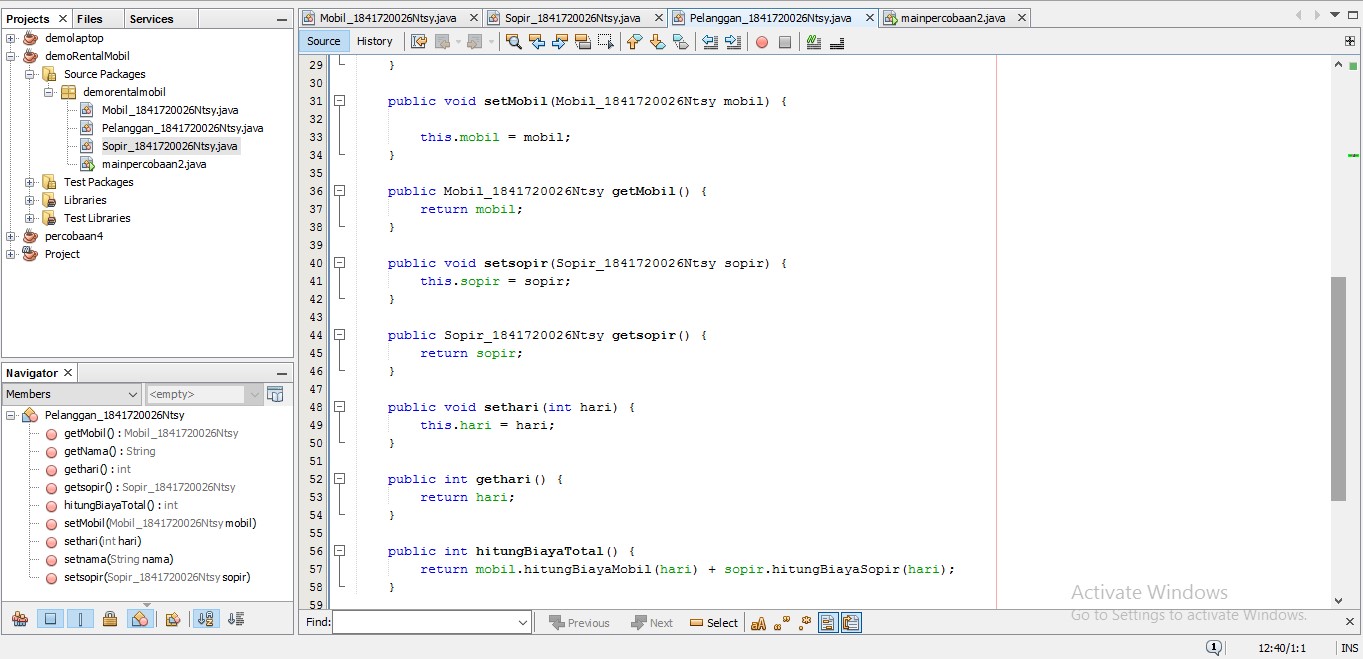 Projects Files Services
demolaptop
demoRentalMobil
Source Packages
demorentalmobil
Mobil_1841720026Ntsy.java
Pelanggan_1841720026Ntsy.java
Sopir_1841720026Ntsy.java
mainpercobaan2.java
Test Packages
Libraries
Test Libraries
percobaan4
Project
Navigator
Members <empty>
Pelanggan_1841720026Ntsy
getMobil() : Mobil_1841720026Ntsy
getNama() : String
gethari() : int
getsopir() : Sopir_1841720026Ntsy
hitungBiayaTotal() : int
setMobil(Mobil_1841720026Ntsy mobil)
sethari(int hari)
setnama(String nama)
setsopir(Sopir_1841720026Ntsy sopir)
Mobil_1841720026Ntsy.java Sopir_1841720026Ntsy.java Pelanggan_1841720026Ntsy.java mainpercobaan2.java
Source History
29 }
30
31 public void setMobil(Mobil_1841720026Ntsy mobil) {
32
33 this.mobil = mobil;
34 }
35
36 public Mobil_1841720026Ntsy getMobil() {
37 return mobil;
38 }
39
40 public void setsopir(Sopir_1841720026Ntsy sopir) {
41 this.sopir = sopir;
42 }
43
44 public Sopir_1841720026Ntsy getsopir() {
45 return sopir;
46 }
47
48 public void sethari(int hari) {
49 this.hari = hari;
50 }
51
52 public int gethari() {
53 return hari;
54 }
55
56 public int hitungBiayaTotal() {
57 return mobil.hitungBiayaMobil(hari) + sopir.hitungBiayaSopir(hari);
58 }
59
Activate Windows
Go to Settings to activate Windows.
Find: Previous Next Select
12:40/1:1 INS